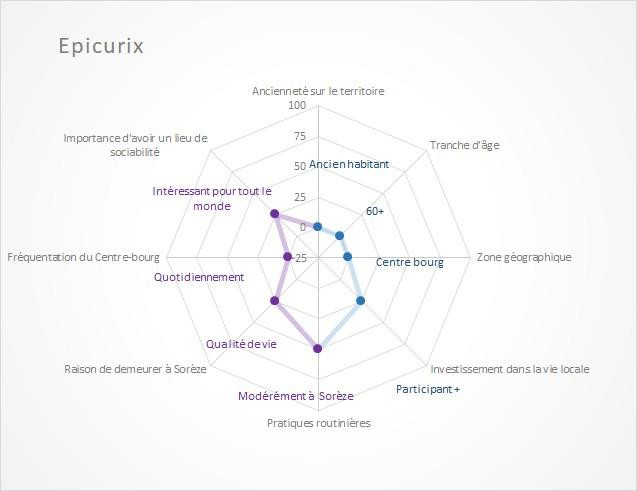 Epicurix
Ancienneté sur le territoire
100
Importance d'avoir un lieu de
sociabilité
75
Tranche d'âge
50
Ancien habitant
Intéressant pour tout le
monde
25
60+
0
Fréquentation du Centre-bourg
-25
Centre bourg
Zone géographique
Quotidiennement
Qualité de vie
Raison de demeurer à Sorèze
Investissement dans la vie locale
Modérément à Sorèze
Participant +
Pratiques routinières